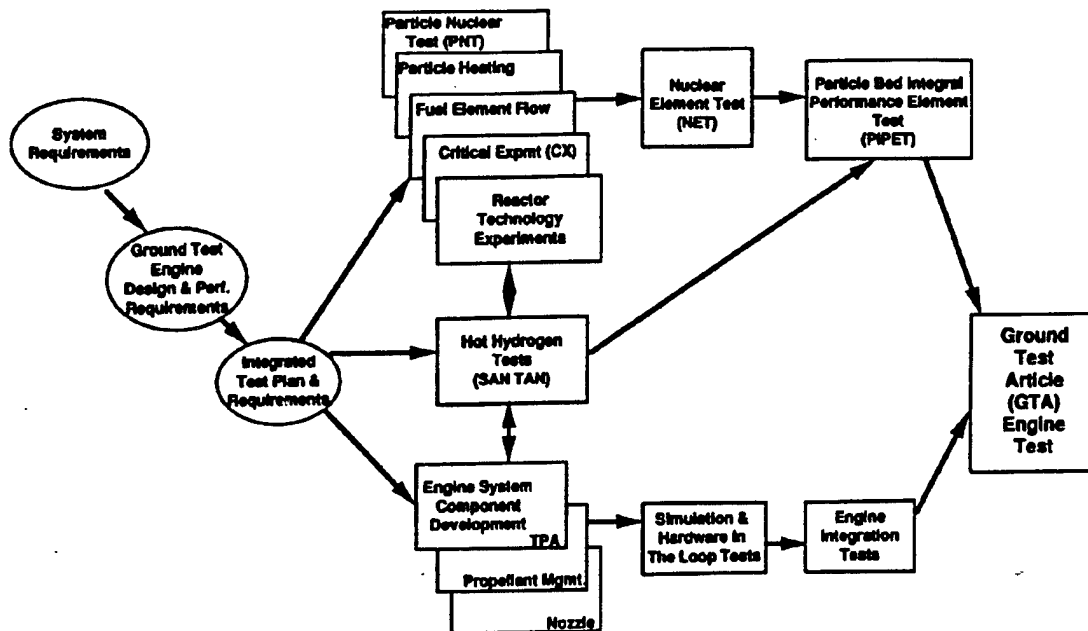 Particle Nuclear
Test (PNT)
Particle Heating
Fuel Element Flow
Critical Expmt (CX)
Reactor
Technology
Experiments
Nuclear
Element Test
(NET)
Particle Bed Integral
Performance Element
Test
(PIPET)
System
Requirements
Ground Test
Engine
Design & Perf.
Requirements
Integrated
Test Plan &
Requirements
Hot Hydrogen
Tests
(SAN TAN)
Ground
Test
Article
(GTA)
Engine
Test
Engine System
Component
Development
TPA
Propellant Mgmt.
Nozzle
Simulation &
Hardware In
The Loop Tests
Engine
Integration
Tests